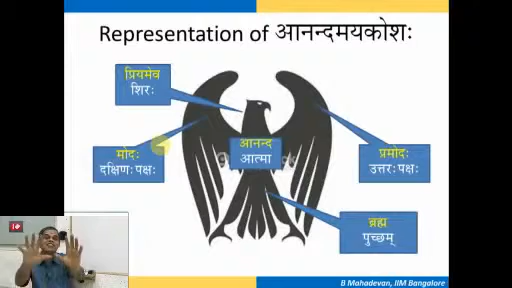 Representation of आनन्दमयकोशः
प्रियमेव
शिरः
मोदः
दक्षिणः पक्षः
आनन्द
आत्मा
प्रमोदः
उत्तरः पक्षः
ब्रह्म
पुच्छम्
B Mahadevan, IIM Bangalore